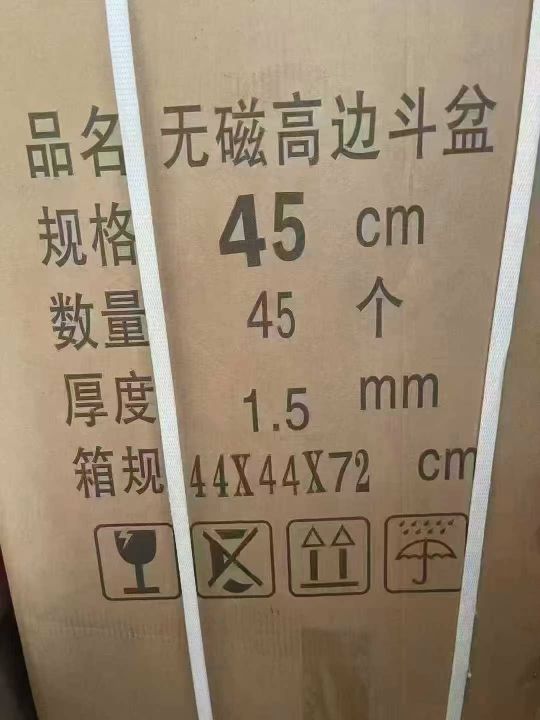 品名 无磁高边斗盆
规格 45 cm
数量 45 个
厚度 1.5 mm
箱规 44X44X72 cm